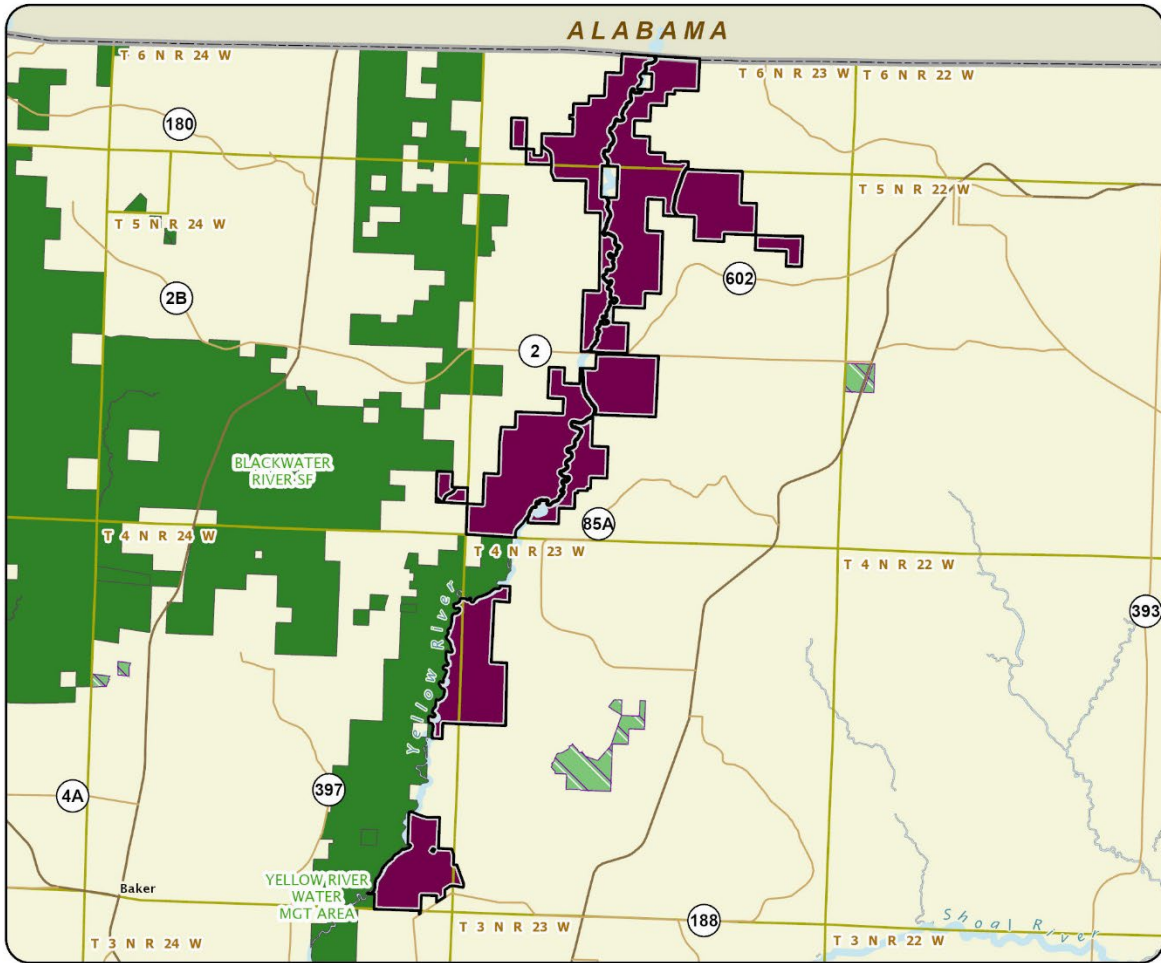 ALABAMA
T 6 N R 24 W
T 6 N R 23 W
T 6 N R 22 W
180
T 5 N R 22 W
T 5 N R 24 W
602
2B
2
BLACKWATER
RIVER SF
85A
T 4 N R 24 W
T 4 N R 23 W
T 4 N R 22 W
393
Yellow River
4A
397
YELLOW RIVER
WATER
MGT AREA
Baker
188
Shoal River
T 3 N R 24 W
T 3 N R 23 W
T 3 N R 22 W